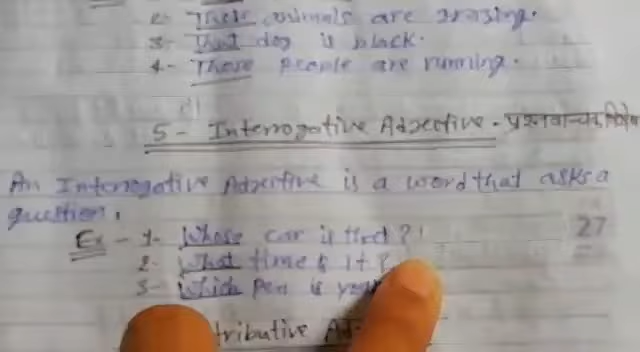 2- These animals are grazing.
3- That dog is black.
4- Those people are running.
5- Interrogative Adjective - प्रश्नवाचक
An Interrogative Adjective is a word that asks a
question.
Ex - 1- Whose car is ?
2- What time is it?
3- Which pen is
27